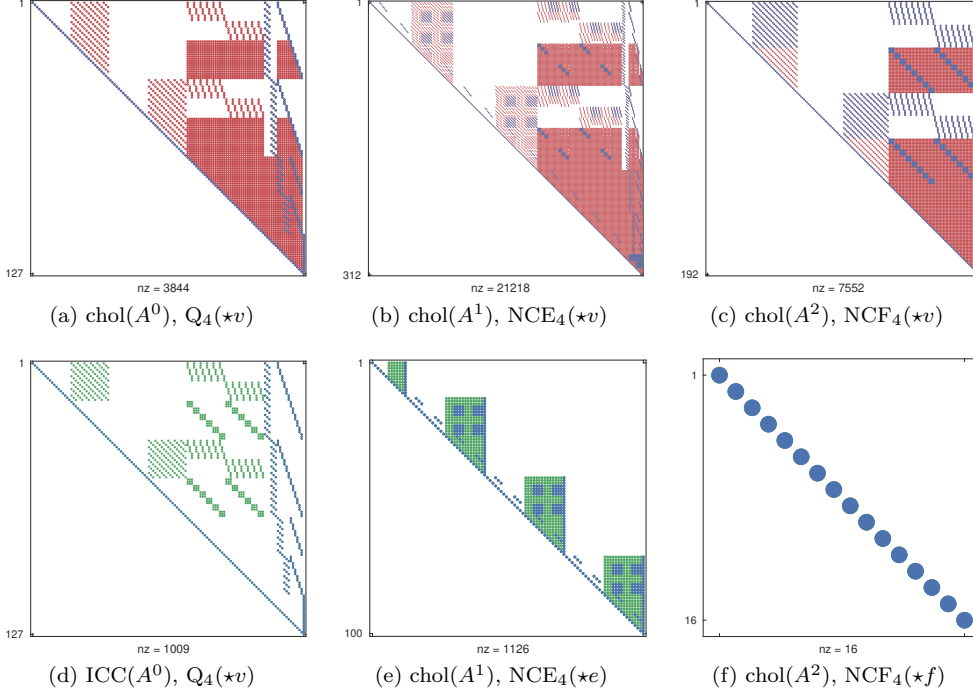 1
127
nz = 3844
(a) chol(A⁰), Q₄(⋆v)
1
312
nz = 21218
(b) chol(A¹), NCE₄(⋆v)
1
192
nz = 7552
(c) chol(A²), NCF₄(⋆v)
1
127
nz = 1009
(d) ICC(A⁰), Q₄(⋆v)
1
100
nz = 1126
(e) chol(A¹), NCE₄(⋆e)
1
16
nz = 16
(f) chol(A²), NCF₄(⋆f)